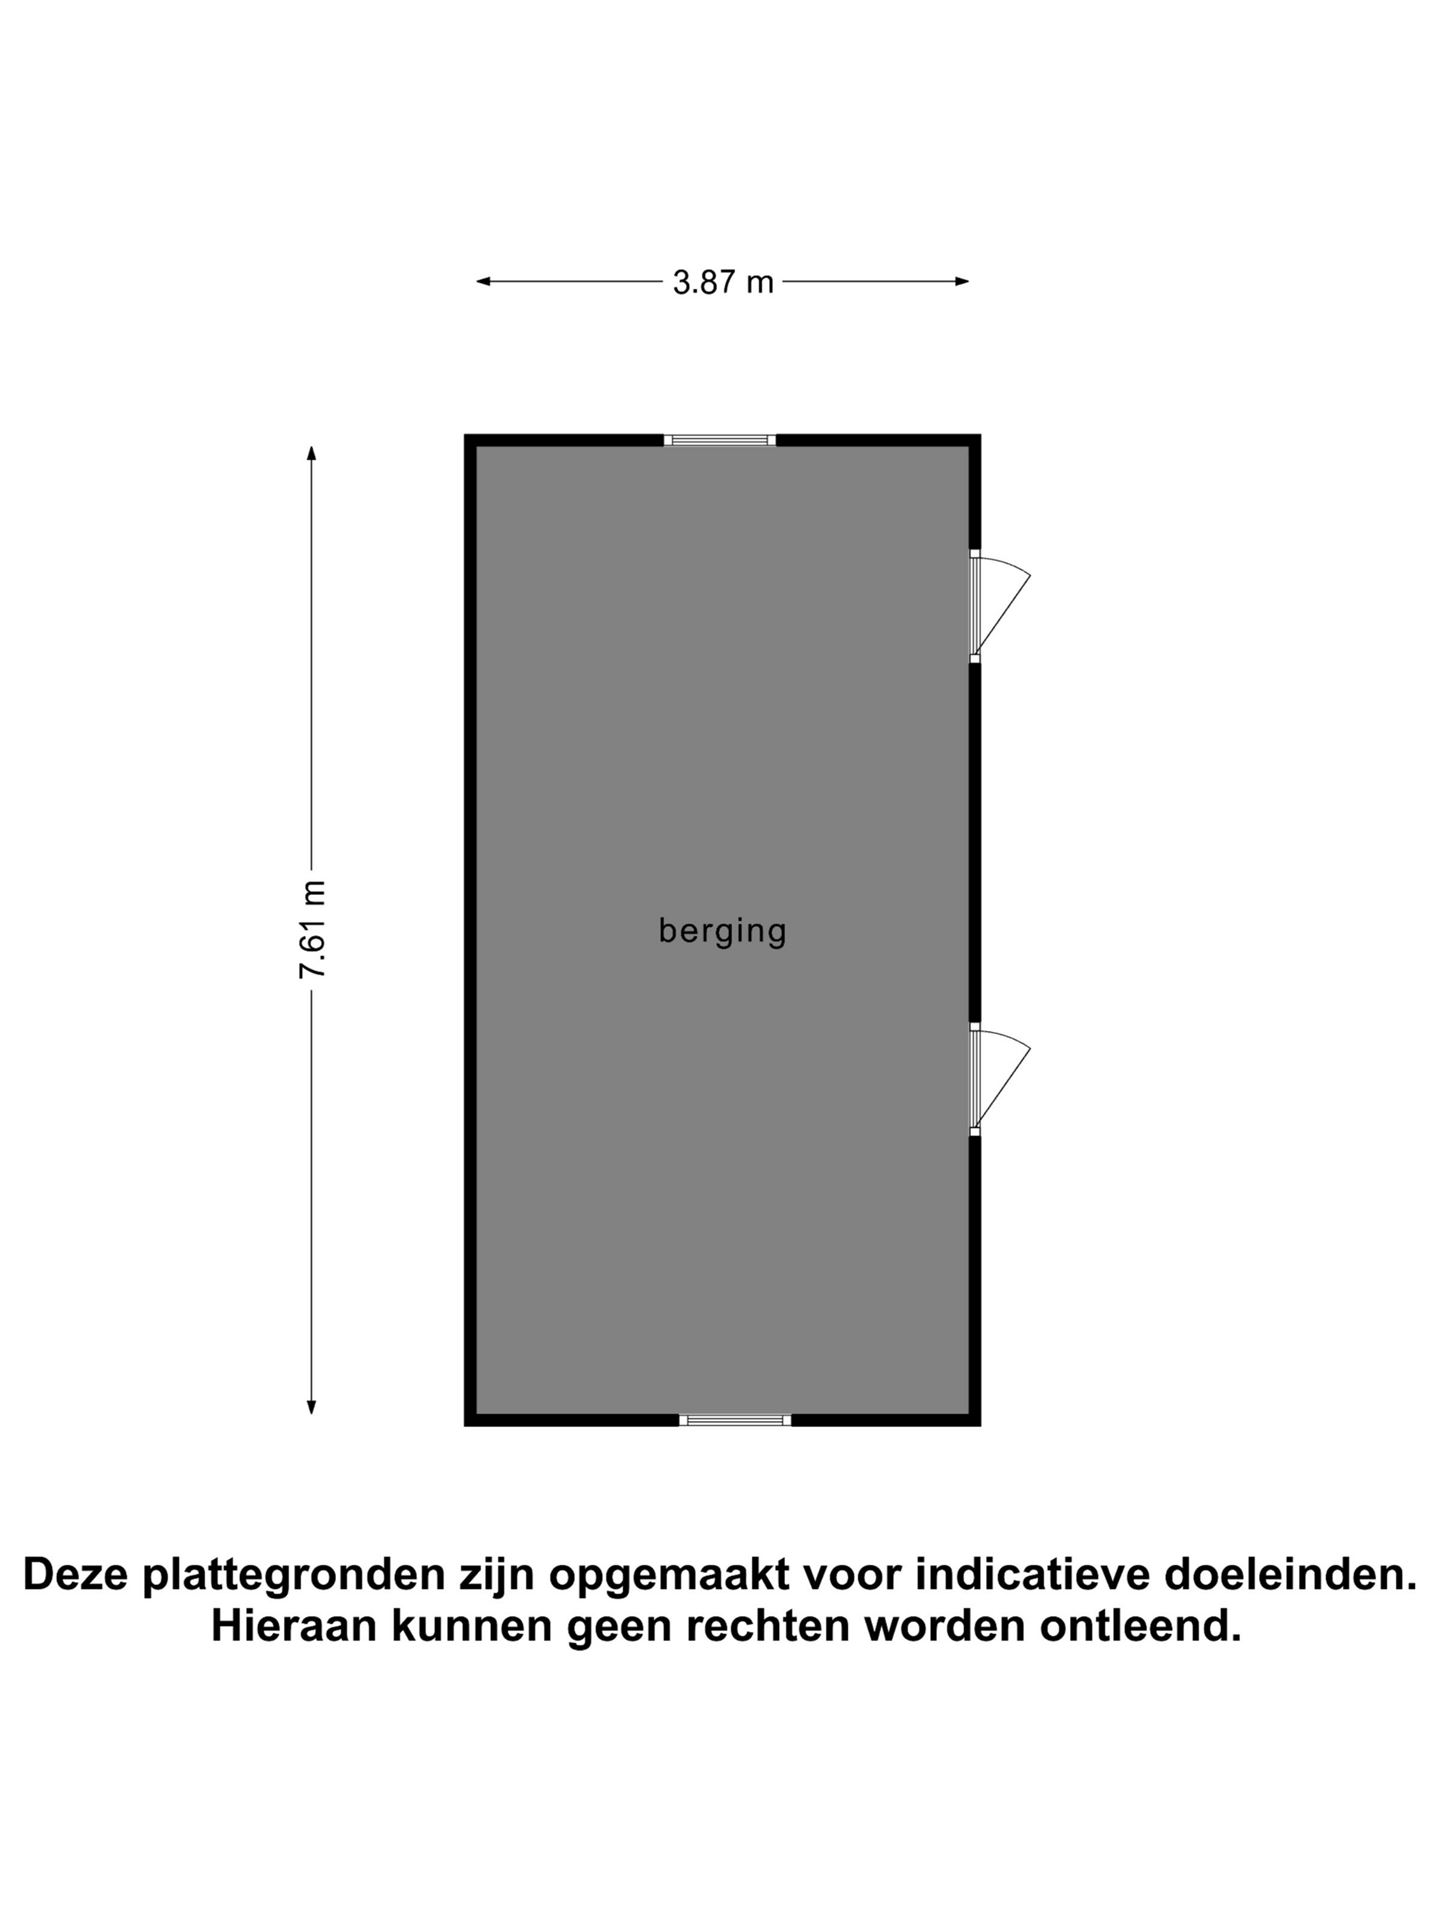 3.87 m
7.61 m
berging
Deze plattegronden zijn opgemaakt voor indicatieve doeleinden.
Hieraan kunnen geen rechten worden ontleend.